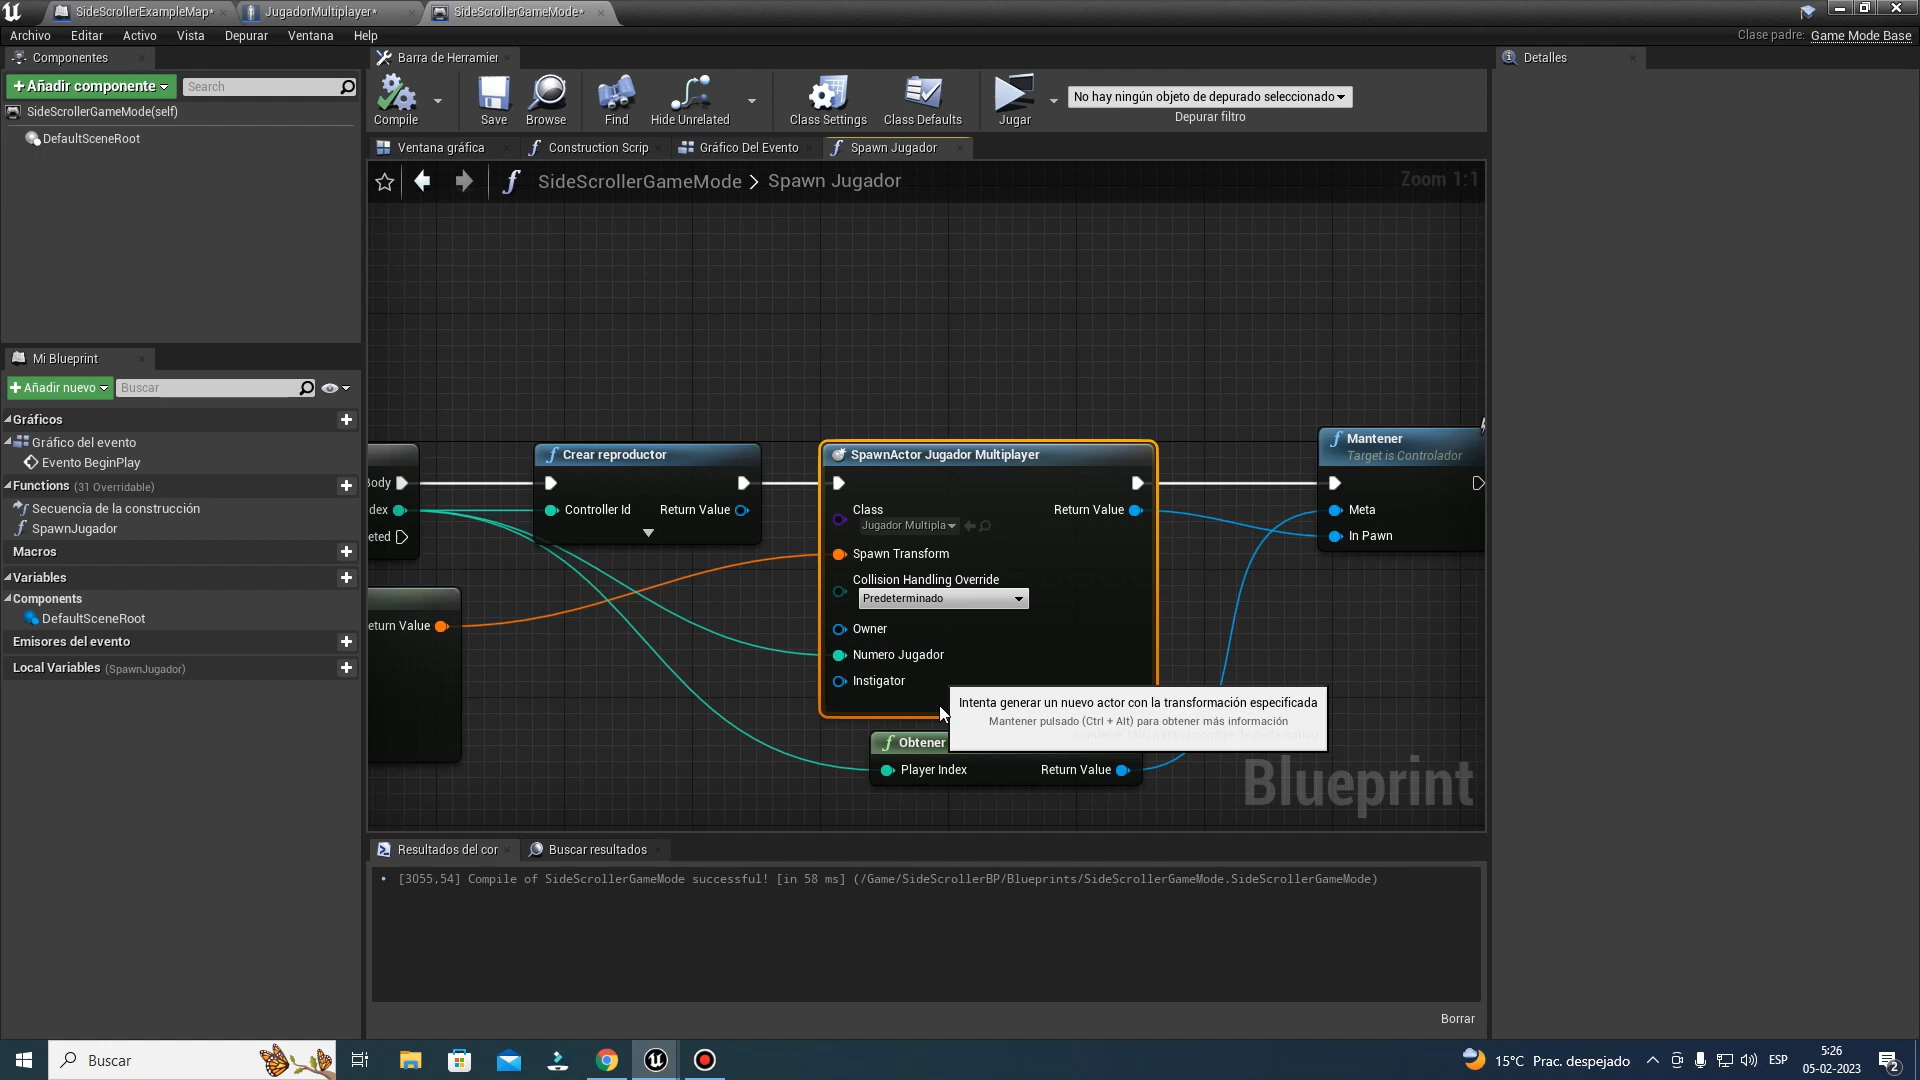 SideScrollerExampleMap*
JugadorMultiplayer*
SideScrollerGameMode*
Archivo Editar Activo Vista Depurar Ventana Help
Clase padre: Game Mode Base
Componentes
Añadir componente
Search
SideScrollerGameMode(self)
DefaultSceneRoot
Barra de Herramier
Compile
Save
Browse
Find
Hide Unrelated
Class Settings
Class Defaults
Jugar
No hay ningún objeto de depurado seleccionado
Depurar filtro
Detalles
Ventana gráfica
Construction Scrip
Gráfico Del Evento
Spawn Jugador
SideScrollerGameMode > Spawn Jugador
Zoom 1:1
Mi Blueprint
Añadir nuevo
Buscar
Gráficos
Gráfico del evento
Evento BeginPlay
Functions (31 Overridable)
Secuencia de la construcción
SpawnJugador
Macros
Variables
Components
DefaultSceneRoot
Emisores del evento
Local Variables (SpawnJugador)
Body
dex
eted
eturn Value
Crear reproductor
Controller Id
Return Value
SpawnActor Jugador Multiplayer
Class
Jugador Multipla
Return Value
Spawn Transform
Collision Handling Override
Predeterminado
Owner
Numero Jugador
Instigator
Mantener
Target is Controlador
Meta
In Pawn
Intenta generar un nuevo actor con la transformación especificada
Mantener pulsado (Ctrl + Alt) para obtener más información
Obtener
Player Index
Return Value
Blueprint
Resultados del cor
Buscar resultados
• [3055,54] Compile of SideScrollerGameMode successful! [in 58 ms] (/Game/SideScrollerBP/Blueprints/SideScrollerGameMode.SideScrollerGameMode)
Borrar
Buscar
15°C Prac. despejado
ESP
5:26
05-02-2023
2